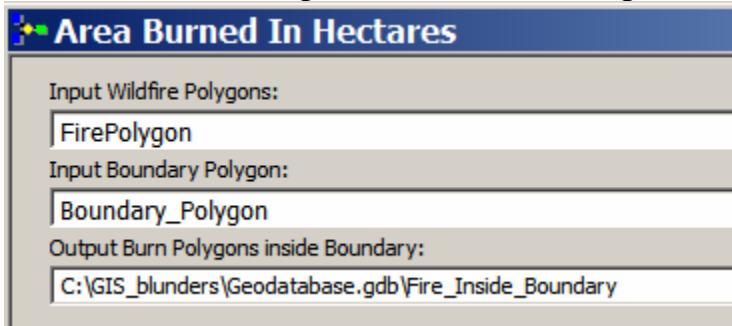 Area Burned In Hectares
Input Wildfire Polygons:
FirePolygon
Input Boundary Polygon:
Boundary_Polygon
Output Burn Polygons inside Boundary:
C:\GIS_blunders\Geodatabase.gdb\Fire_Inside_Boundary